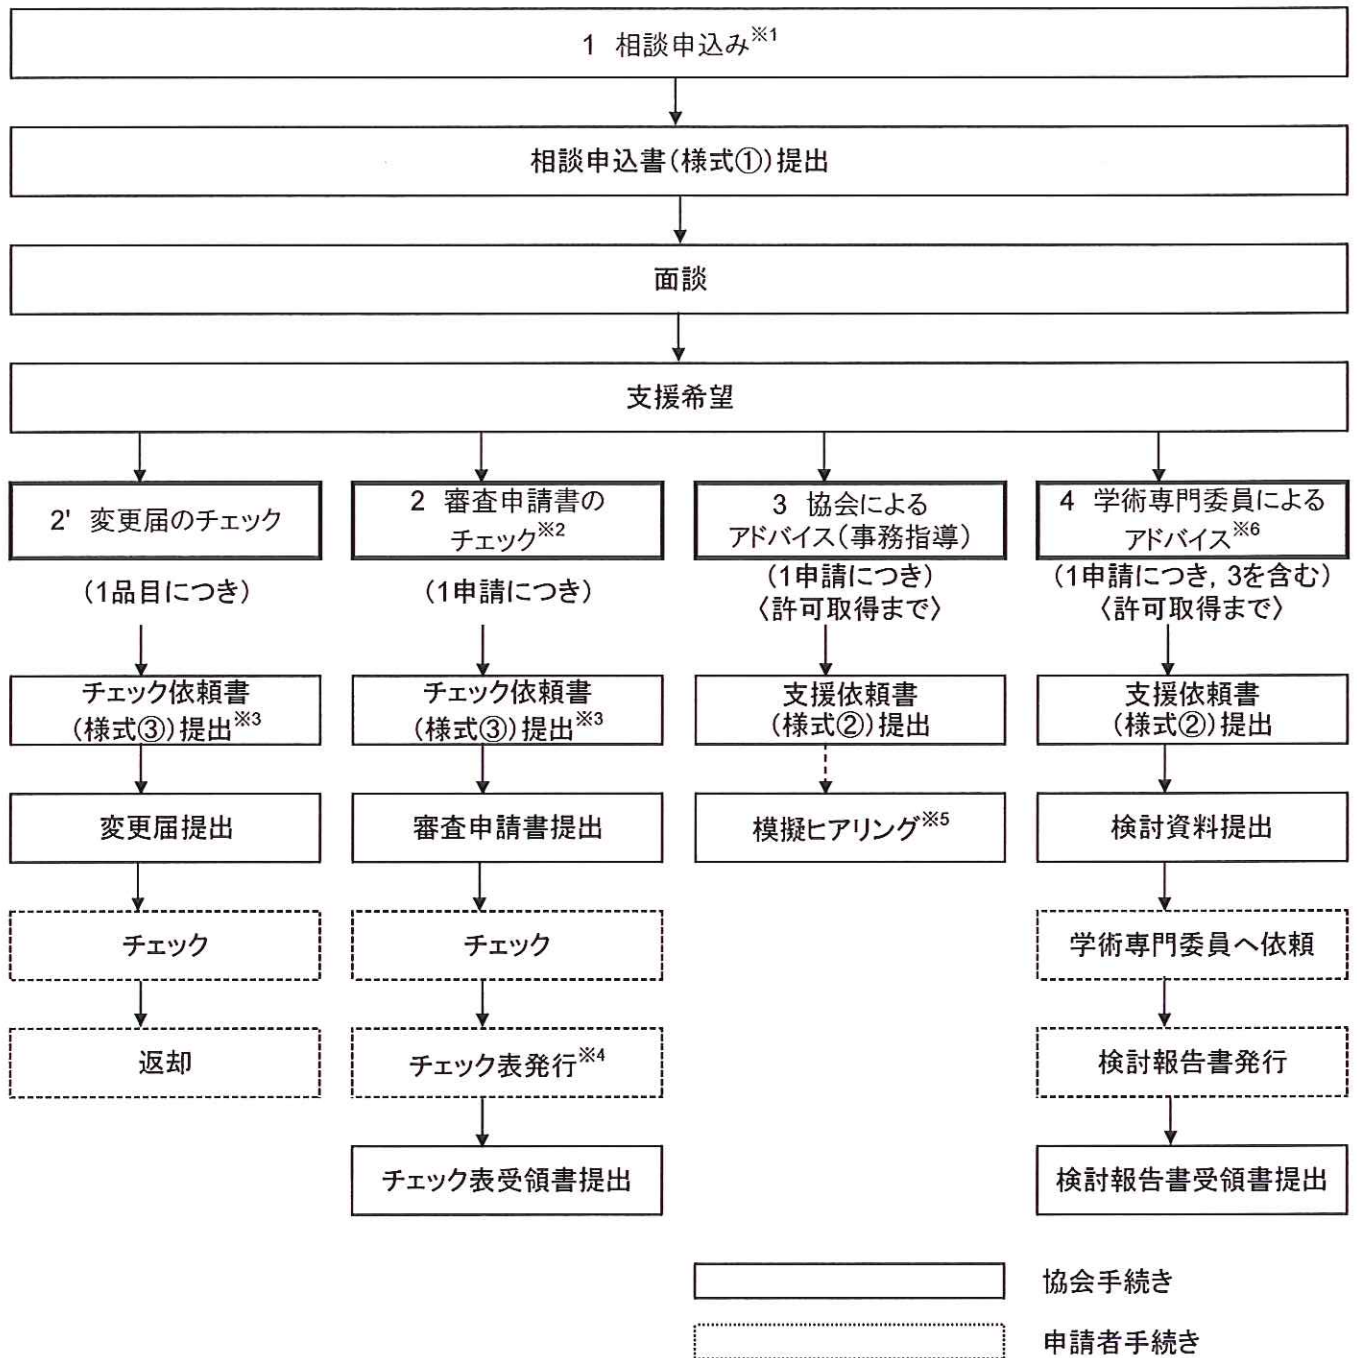 1 相談申込み※1
相談申込書(様式①)提出
面談
支援希望
2' 変更届のチェック
(1品目につき)
チェック依頼書
(様式③)提出※3
変更届提出
チェック
返却
2 審査申請書の
チェック※2
(1申請につき)
チェック依頼書
(様式③)提出※3
審査申請書提出
チェック
チェック表発行※4
チェック表受領書提出
3 協会による
アドバイス(事務指導)
(1申請につき)
〈許可取得まで〉
支援依頼書
(様式②)提出
模擬ヒアリング※5
4 学術専門委員による
アドバイス※6
(1申請につき, 3を含む)
〈許可取得まで〉
支援依頼書
(様式②)提出
検討資料提出
学術専門委員へ依頼
検討報告書発行
検討報告書受領書提出
協会手続き
申請者手続き